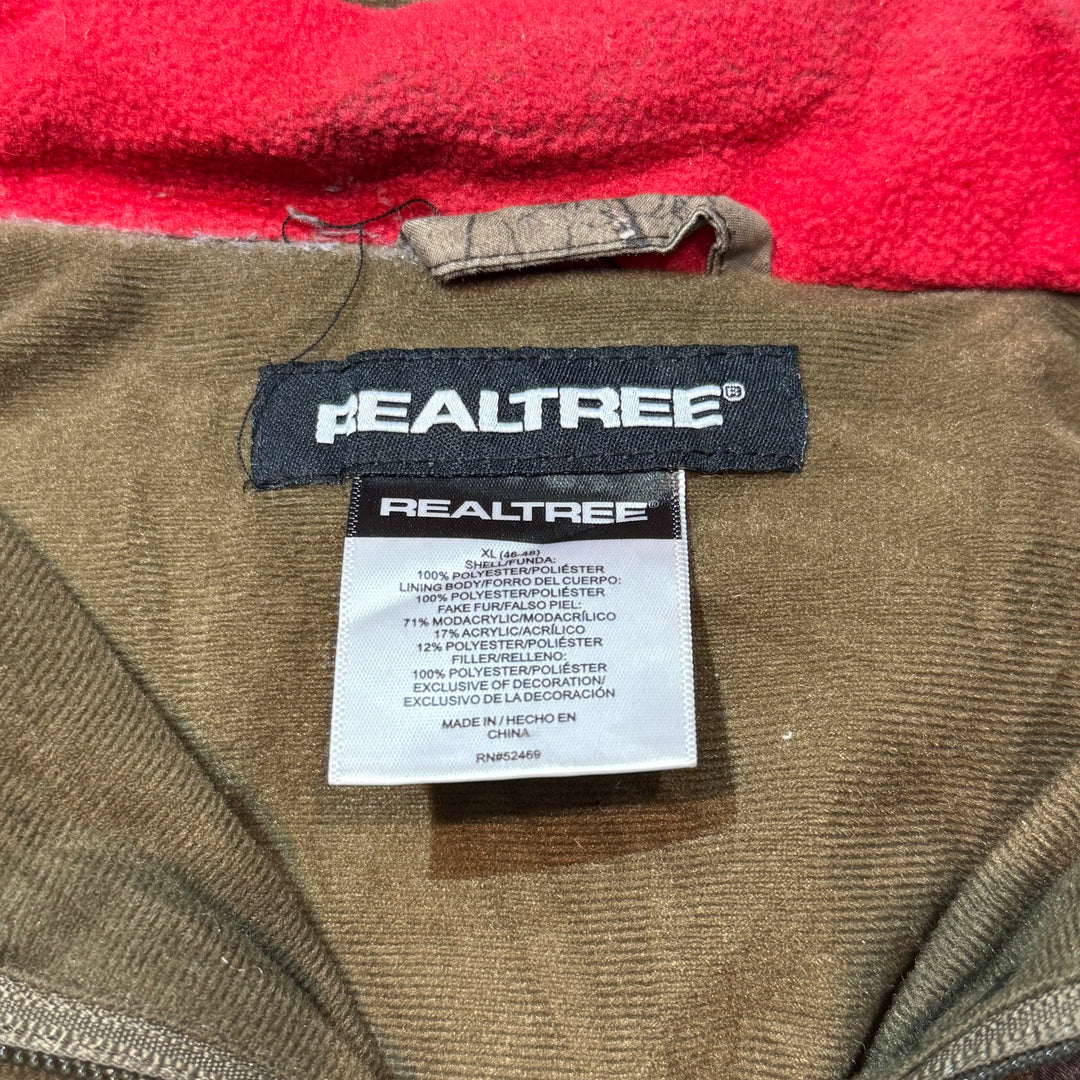 REALTREE®
REALTREE®
XL (46-48)
SHELL/FUNDA:
100% POLYESTER/POLIÉSTER
LINING BODY/FORRO DEL CUERPO:
100% POLYESTER/POLIÉSTER
FAKE FUR/FALSO PIEL:
71% MODACRYLIC/MODACRÍLICO
17% ACRYLIC/ACRÍLICO
12% POLYESTER/POLIÉSTER
FILLER/RELLENO:
100% POLYESTER/POLIÉSTER
EXCLUSIVE OF DECORATION/
EXCLUSIVO DE LA DECORACIÓN
MADE IN / HECHO EN
CHINA
RN#52469